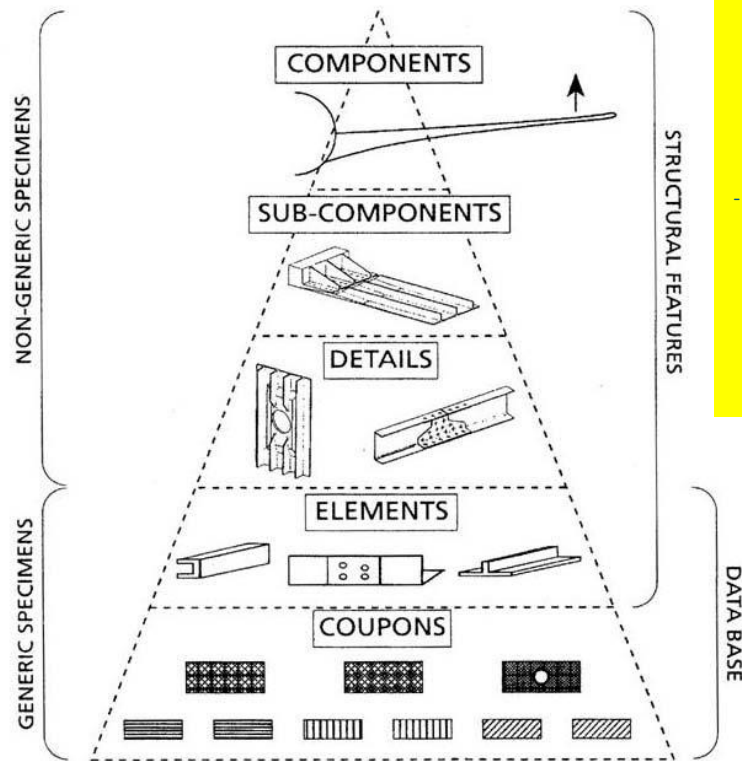 COMPONENTS
SUB-COMPONENTS
DETAILS
ELEMENTS
COUPONS
NON-GENERIC SPECIMENS
GENERIC SPECIMENS
STRUCTURAL FEATURES
DATA BASE